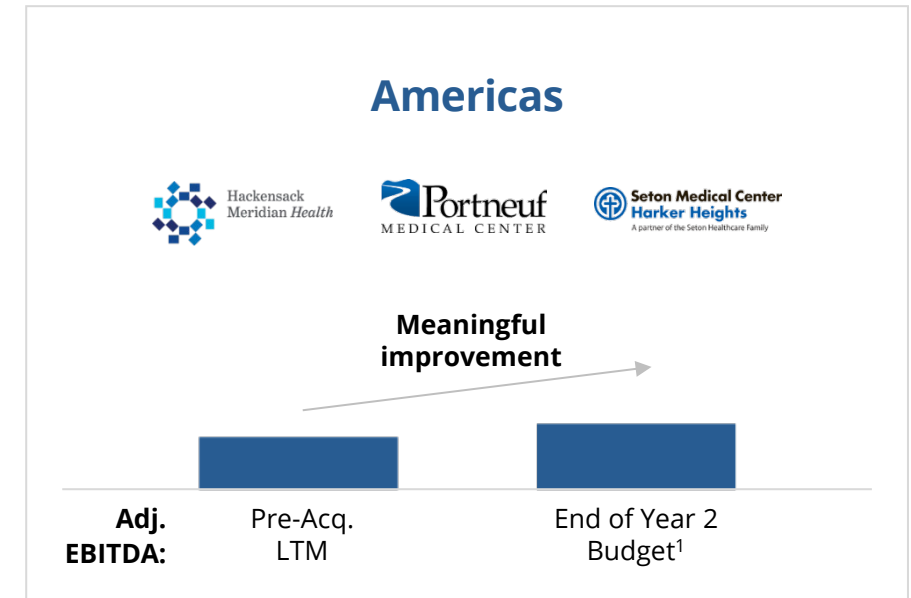 Americas
Hackensack
Meridian Health
Portneuf
MEDICAL CENTER
Seton Medical Center
Harker Heights
A partner of the Seton Healthcare Family
Meaningful
improvement
Adj.
EBITDA:
Pre-Acq.
LTM
End of Year 2
Budget¹